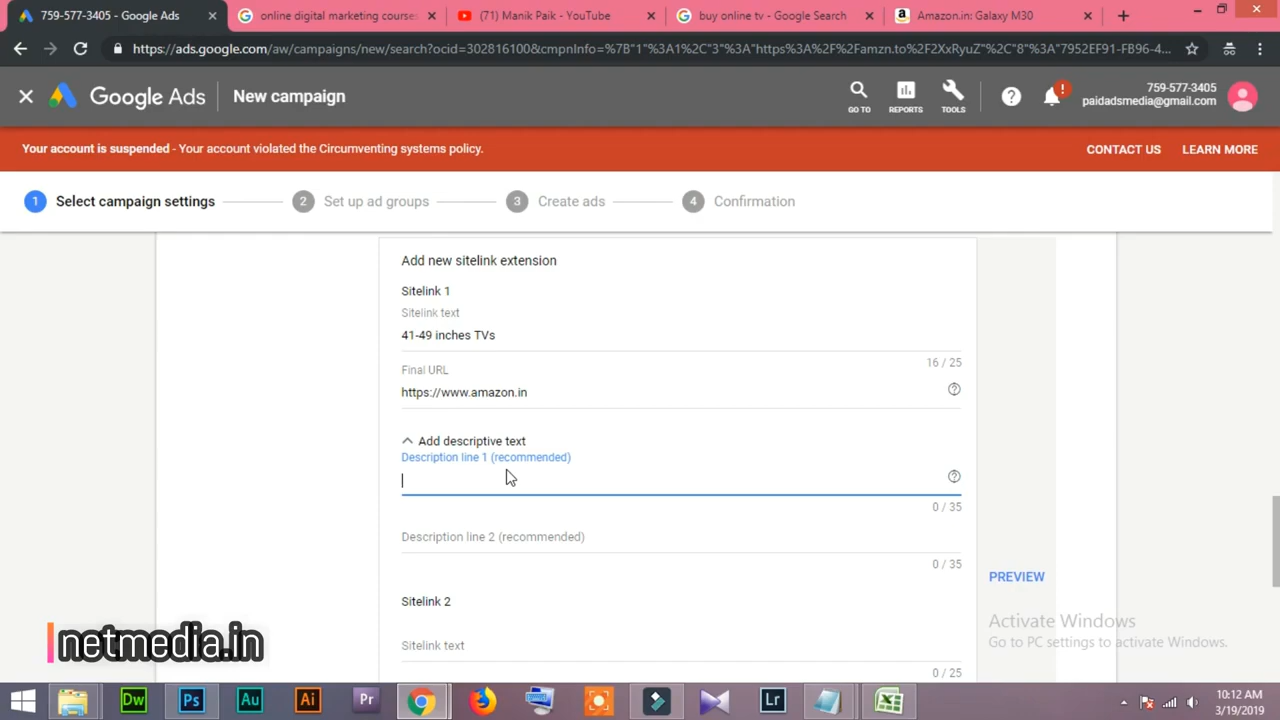 759-577-3405 - Google Ads
online digital marketing course
(71) Manik Paik - YouTube
buy online tv - Google Search
Amazon.in: Galaxy M30
https://ads.google.com/aw/campaigns/new/search?ocid=302816100&cmpnInfo=%7B"1"%3A1%2C"3"%3A"https%3A%2F%2Famzn.to%2F2XxRyuZ"%2C"8"%3A"7952EF91-FB96-4...
Google Ads
New campaign
GO TO
REPORTS
TOOLS
759-577-3405
paidadsmedia@gmail.com
Your account is suspended - Your account violated the Circumventing systems policy.
CONTACT US
LEARN MORE
1 Select campaign settings
2 Set up ad groups
3 Create ads
4 Confirmation
Add new sitelink extension
Sitelink 1
Sitelink text
41-49 inches TVs
16 / 25
Final URL
https://www.amazon.in
Add descriptive text
Description line 1 (recommended)
0 / 35
Description line 2 (recommended)
0 / 35
PREVIEW
Sitelink 2
Sitelink text
0 / 25
Activate Windows
Go to PC settings to activate Windows.
netmedia.in
Dw
Ps
Au
Ai
Pr
Lr
10:12 AM
3/19/2019